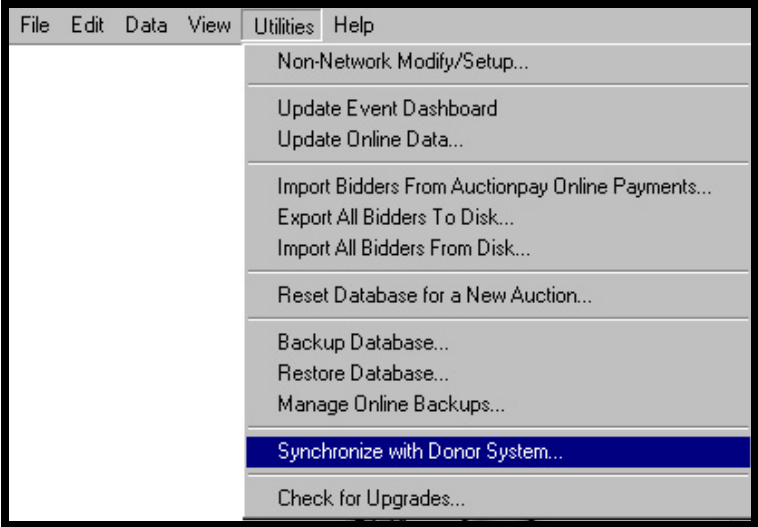 File Edit Data View Utilities Help
Non-Network Modify/Setup...
Update Event Dashboard
Update Online Data...
Import Bidders From Auctionpay Online Payments...
Export All Bidders To Disk...
Import All Bidders From Disk...
Reset Database for a New Auction...
Backup Database...
Restore Database...
Manage Online Backups...
Synchronize with Donor System...
Check for Upgrades...